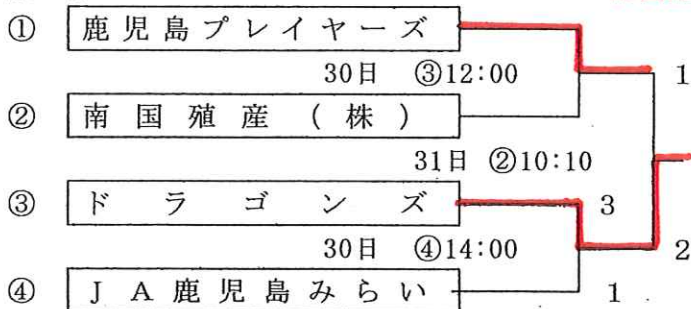 ① 鹿児島プレイヤーズ
30日 ③12:00 1
② 南国殖産(株)
31日 ②10:10
③ ドラゴンズ 3
30日 ④14:00 2
④ JA鹿児島みらい 1